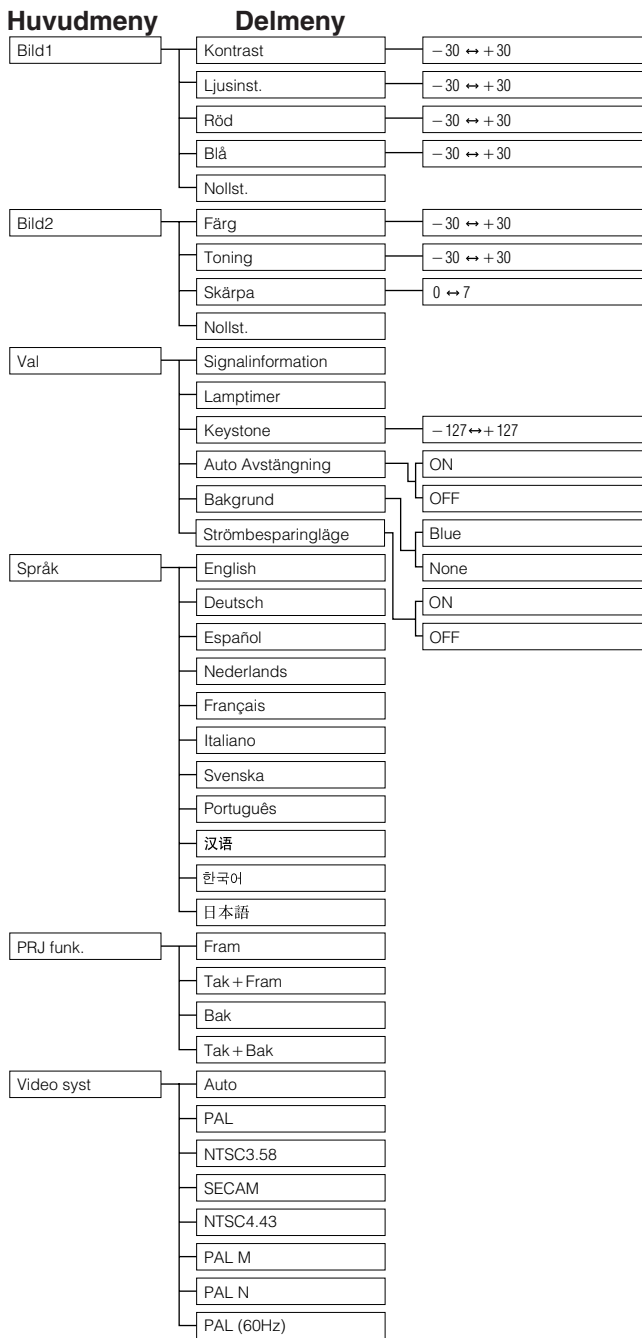 Huvudmeny Delmeny
Bild1 Kontrast −30 ↔ +30
Ljusinst. −30 ↔ +30
Röd −30 ↔ +30
Blå −30 ↔ +30
Nollst.
Bild2 Färg −30 ↔ +30
Toning −30 ↔ +30
Skärpa 0 ↔ 7
Nollst.
Val Signalinformation
Lamptimer
Keystone −127↔+127
Auto Avstängning ON
Bakgrund OFF
Strömbesparingläge Blue
Språk English None
Deutsch ON
Español OFF
Nederlands
Français
Italiano
Svenska
Português
汉语
한국어
日本語
PRJ funk. Fram
Tak+Fram
Bak
Tak+Bak
Video syst Auto
PAL
NTSC3.58
SECAM
NTSC4.43
PAL M
PAL N
PAL (60Hz)